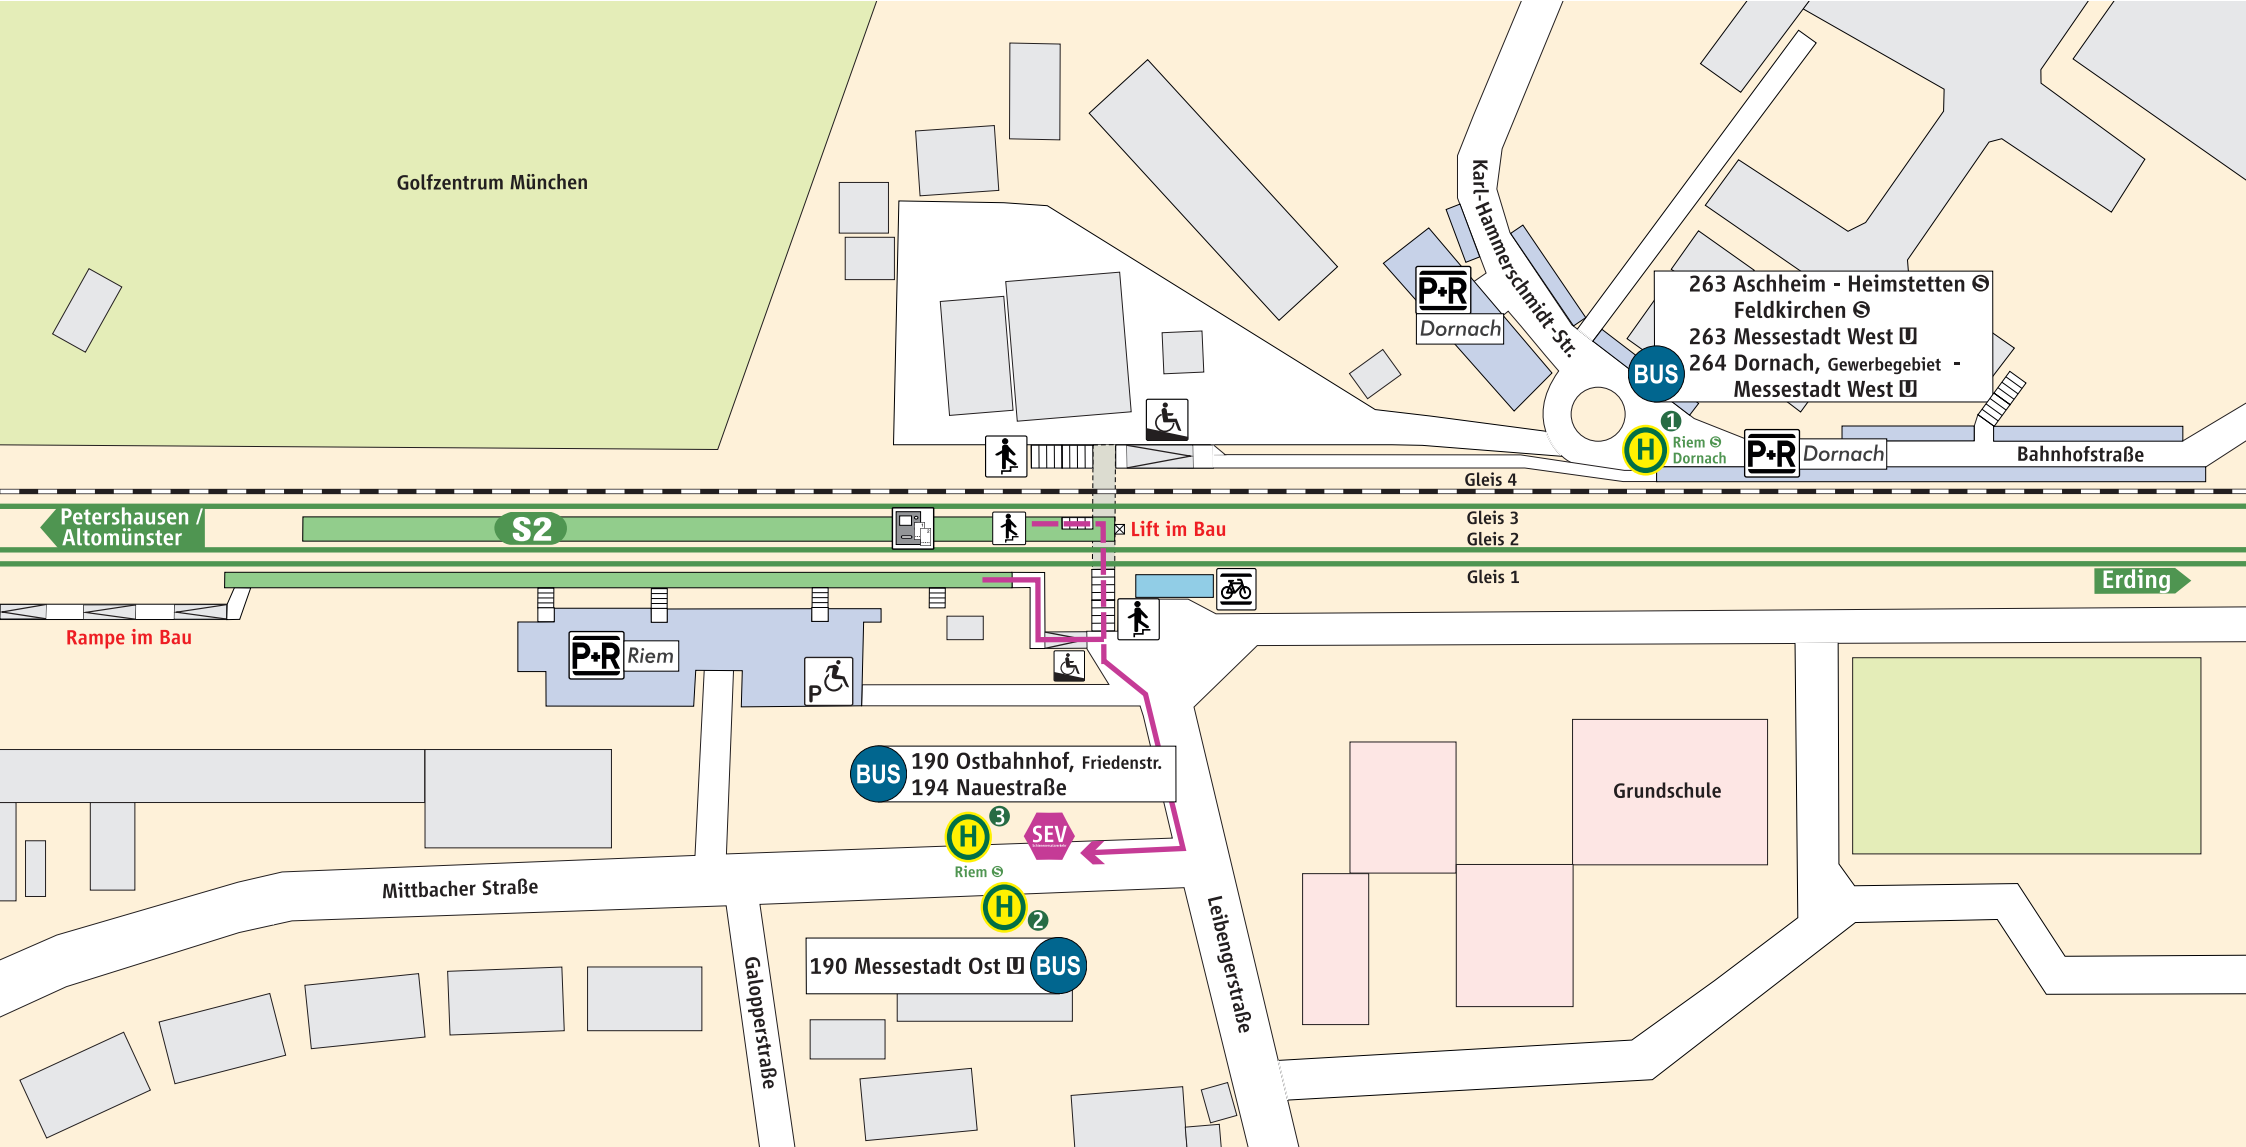 Golfzentrum München
Karl-Hammerschmidt-Str.
P+R
Dornach
263 Aschheim - Heimstetten S
Feldkirchen S
263 Messestadt West U
264 Dornach, Gewerbegebiet -
Messestadt West U
BUS
1
H
Riem S
Dornach
P+R
Dornach
Bahnhofstraße
Gleis 4
Petershausen /
Altomünster
S2
Lift im Bau
Gleis 3
Gleis 2
Gleis 1
Erding
Rampe im Bau
P+R
Riem
P
BUS
190 Ostbahnhof, Friedenstr.
194 Nauestraße
H
3
SEV
Riem S
H
2
Grundschule
Mittbacher Straße
190 Messestadt Ost U
BUS
Galopperstraße
Leibengerstraße